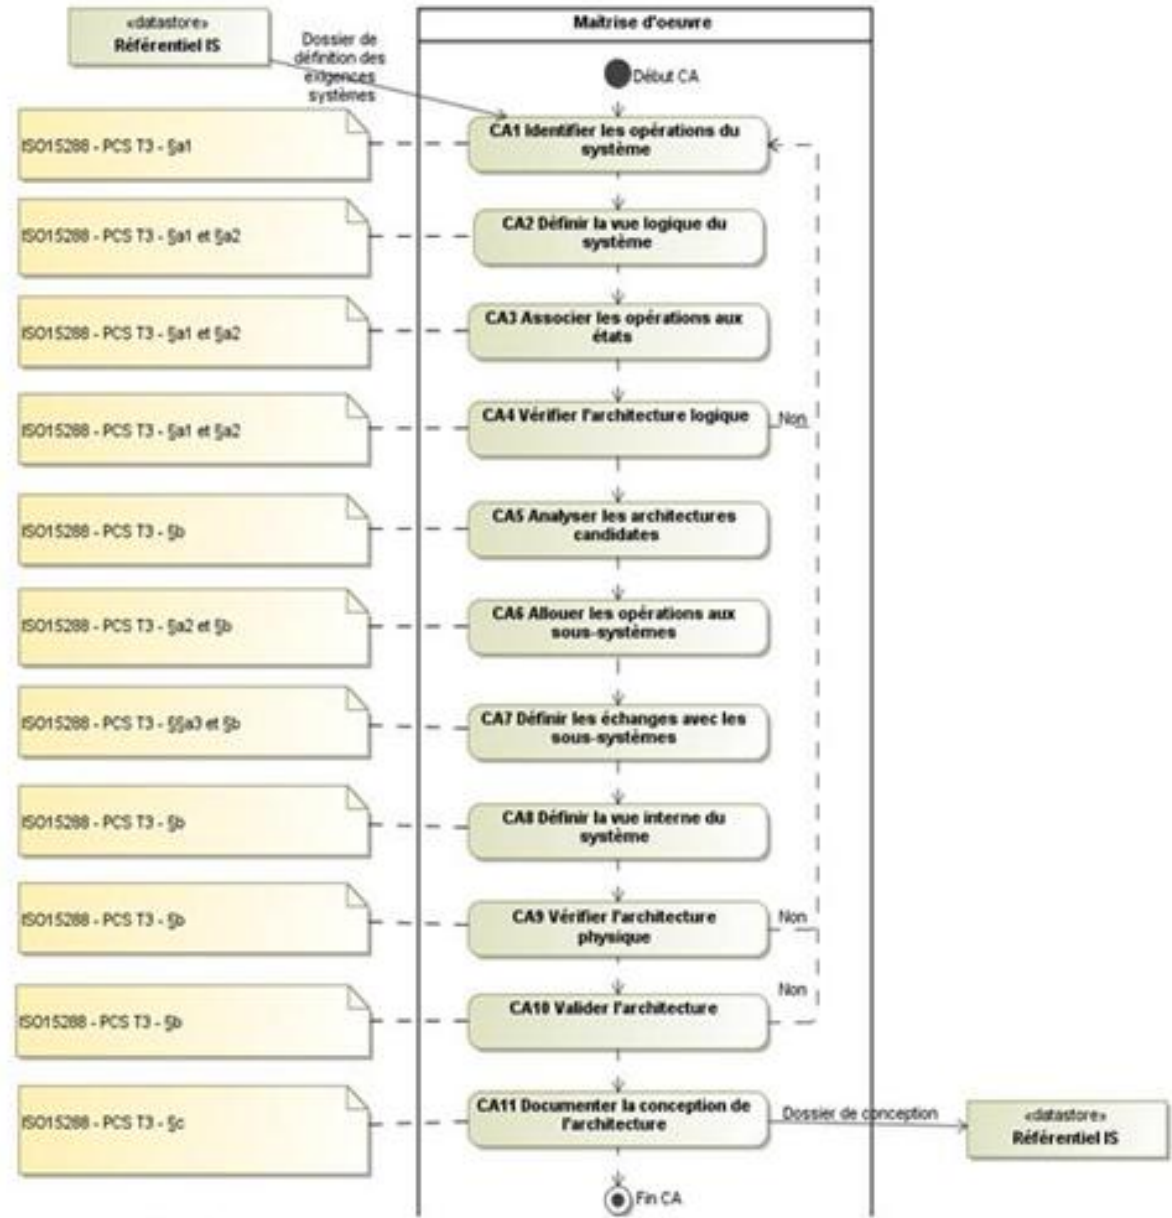 «datastore»
Référentiel IS
Dossier de
définition des
exigences
systèmes
Maîtrise d'oeuvre
Début CA
ISO15288 - PCS T3 - §a1
CA1 Identifier les opérations du
système
ISO15288 - PCS T3 - §a1 et §a2
CA2 Définir la vue logique du
système
ISO15288 - PCS T3 - §a1 et §a2
CA3 Associer les opérations aux
états
ISO15288 - PCS T3 - §a1 et §a2
CA4 Vérifier l'architecture logique
Non
ISO15288 - PCS T3 - §b
CA5 Analyser les architectures
candidates
ISO15288 - PCS T3 - §a2 et §b
CA6 Allouer les opérations aux
sous-systèmes
ISO15288 - PCS T3 - §§a3 et §b
CA7 Définir les échanges avec les
sous-systèmes
ISO15288 - PCS T3 - §b
CA8 Définir la vue interne du
système
ISO15288 - PCS T3 - §b
CA9 Vérifier l'architecture
physique
Non
ISO15288 - PCS T3 - §b
CA10 Valider l'architecture
Non
ISO15288 - PCS T3 - §c
CA11 Documenter la conception de
l'architecture
Dossier de conception
«datastore»
Référentiel IS
Fin CA